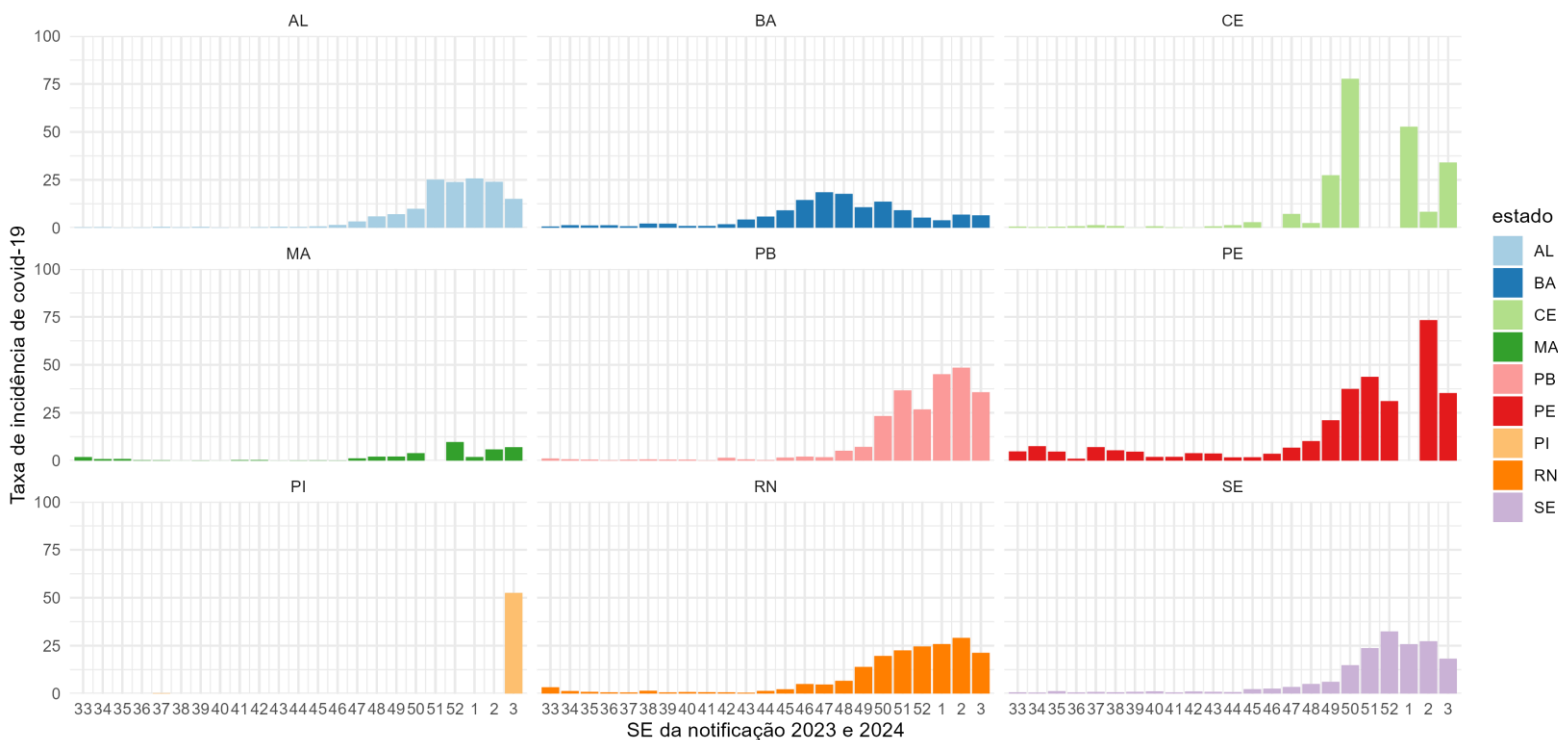 AL BA CE
100
75
50
25
0
MA PB PE
100
75
50
25
0
PI RN SE
100
75
50
25
0
33 34 35 36 37 38 39 40 41 42 43 44 45 46 47 48 49 50 51 52 1 2 3 33 34 35 36 37 38 39 40 41 42 43 44 45 46 47 48 49 50 51 52 1 2 3 33 34 35 36 37 38 39 40 41 42 43 44 45 46 47 48 49 50 51 52 1 2 3
SE da notificação 2023 e 2024
Taxa de incidência de covid-19
estado
AL
BA
CE
MA
PB
PE
PI
RN
SE